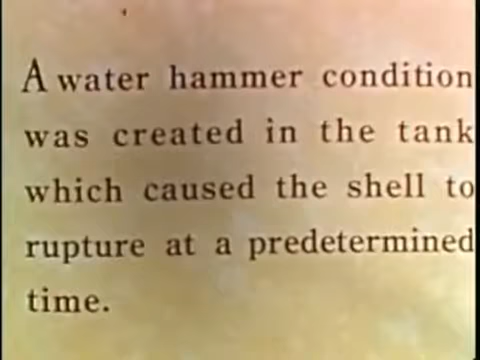 A water hammer condition
was created in the tank
which caused the shell to
rupture at a predetermined
time.